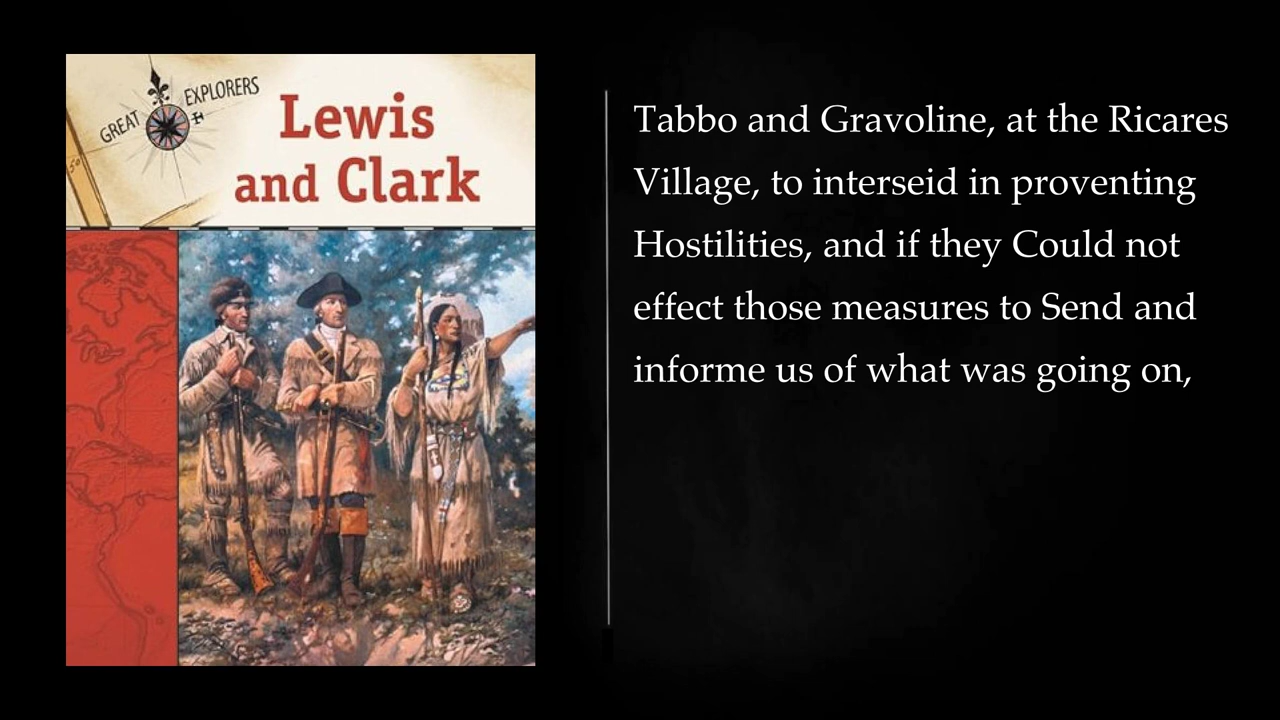 GREAT EXPLORERS
Lewis
and Clark
Tabbo and Gravoline, at the Ricares
Village, to interseid in proventing
Hostilities, and if they Could not
effect those measures to Send and
informe us of what was going on,